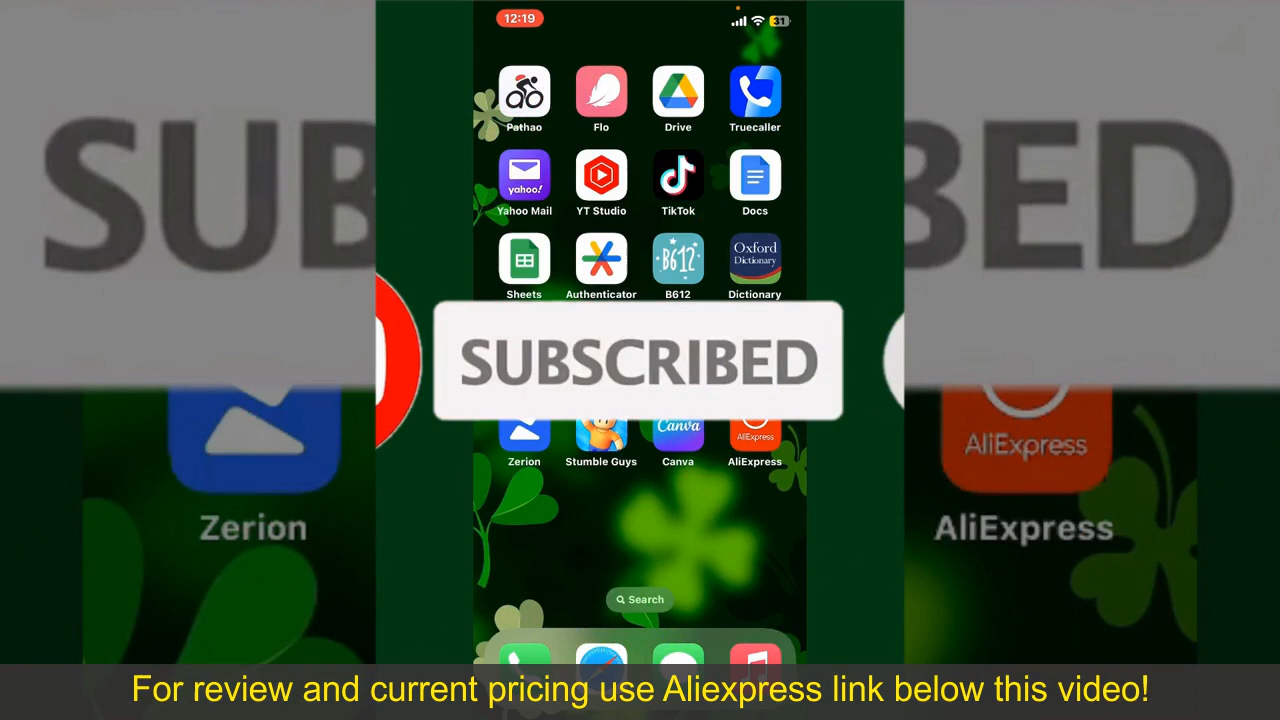 12:19
31
Pathao Flo Drive Truecaller
yahoo!
Yahoo Mail YT Studio TikTok Docs
B612 Oxford Dictionary
Sheets Authenticator B612 Dictionary
SUB BED
SUBSCRIBED
Canva AliExpress
Zerion Stumble Guys Canva AliExpress
AliExpress
Zerion AliExpress
Search
For review and current pricing use Aliexpress link below this video!